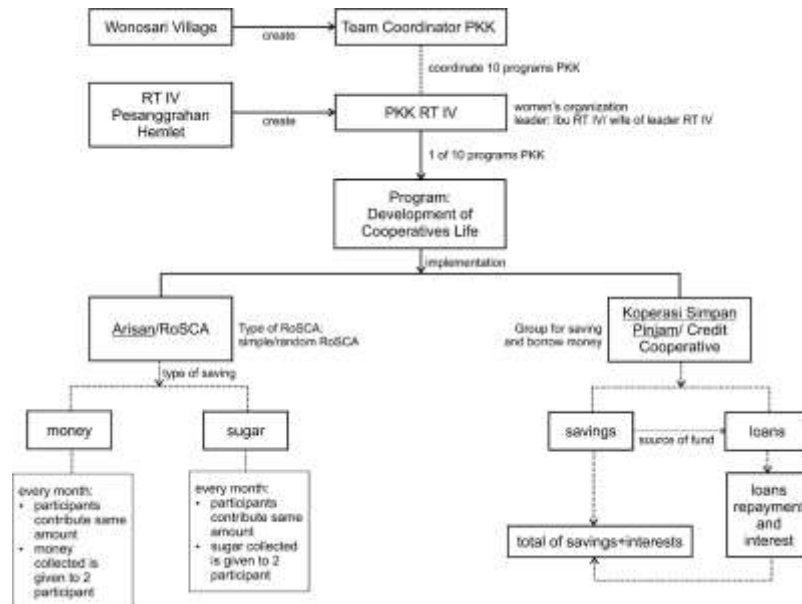 Wonosari Village
create
Team Coordinator PKK
coordinate 10 programs PKK
RT IV
Pesanggrahan
Hemlet
create
PKK RT IV
women's organization
leader: Ibu RT IV/ wife of leader RT IV
1 of 10 programs PKK
Program:
Development of
Cooperatives Life
implementation
Arisan/RoSCA
Type of RoSCA:
simple/random RoSCA
Group for saving
and borrow money
Koperasi Simpan
Pinjam/ Credit
Cooperative
type of saving
money
sugar
savings
source of fund
loans
every month:
• participants
contribute same
amount
• money
collected is
given to 2
participant
every month:
• participants
contribute same
amount
• sugar collected
is given to 2
participant
total of savings+interests
loans
repayment
and
interest